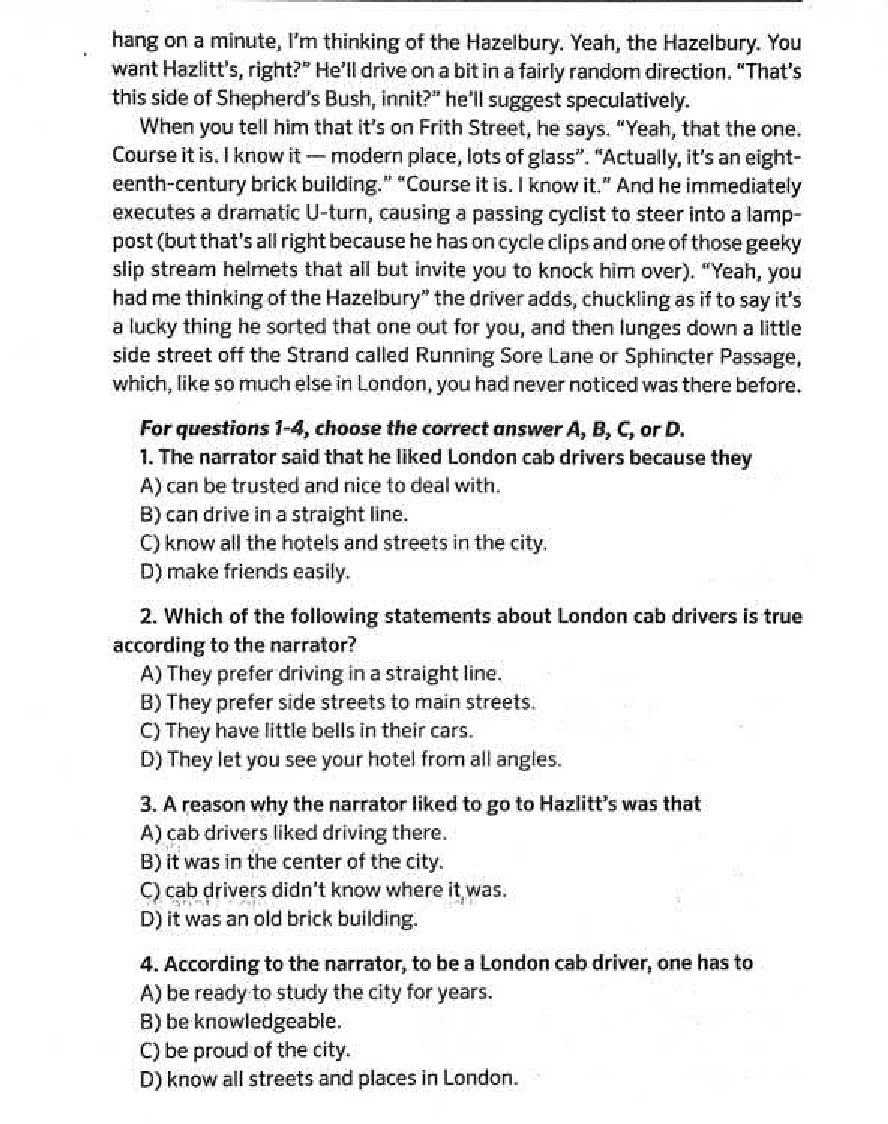 hang on a minute, I'm thinking of the Hazelbury. Yeah, the Hazelbury. You
want Hazlitt's, right?" He'll drive on a bit in a fairly random direction. "That's
this side of Shepherd's Bush, innit?" he'll suggest speculatively.
When you tell him that it's on Frith Street, he says. "Yeah, that the one.
Course it is. I know it — modern place, lots of glass". "Actually, it's an eight-
eenth-century brick building." "Course it is. I know it." And he immediately
executes a dramatic U-turn, causing a passing cyclist to steer into a lamp-
post (but that's all right because he has on cycle clips and one of those geeky
slip stream helmets that all but invite you to knock him over). "Yeah, you
had me thinking of the Hazelbury" the driver adds, chuckling as if to say it's
a lucky thing he sorted that one out for you, and then lunges down a little
side street off the Strand called Running Sore Lane or Sphincter Passage,
which, like so much else in London, you had never noticed was there before.
For questions 1-4, choose the correct answer A, B, C, or D.
1. The narrator said that he liked London cab drivers because they
A) can be trusted and nice to deal with.
B) can drive in a straight line.
C) know all the hotels and streets in the city.
D) make friends easily.
2. Which of the following statements about London cab drivers is true
according to the narrator?
A) They prefer driving in a straight line.
B) They prefer side streets to main streets.
C) They have little bells in their cars.
D) They let you see your hotel from all angles.
3. A reason why the narrator liked to go to Hazlitt's was that
A) cab drivers liked driving there.
B) it was in the center of the city.
C) cab drivers didn't know where it was.
D) it was an old brick building.
4. According to the narrator, to be a London cab driver, one has to
A) be ready to study the city for years.
B) be knowledgeable.
C) be proud of the city.
D) know all streets and places in London.